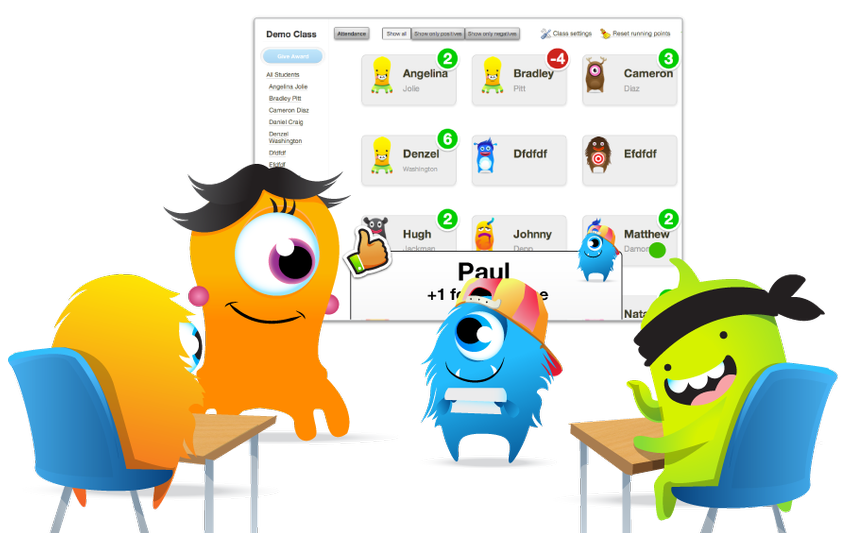 Demo Class
Attendance
Show all
Show only positives
Show only negatives
Class settings
Reset running points
Give Award
All Students
Angelina Jolie
Bradley Pitt
Cameron Diaz
Daniel Craig
Denzel
Washington
Dfdfdf
Efdfdf
2
Angelina
Jolie
-4
Bradley
Pitt
3
Cameron
Diaz
6
Denzel
Washington
Dfdfdf
Efdfdf
2
Hugh
Jackman
Johnny
Depp
2
Matthew
Damon
Paul
+1 fo
e
Nata